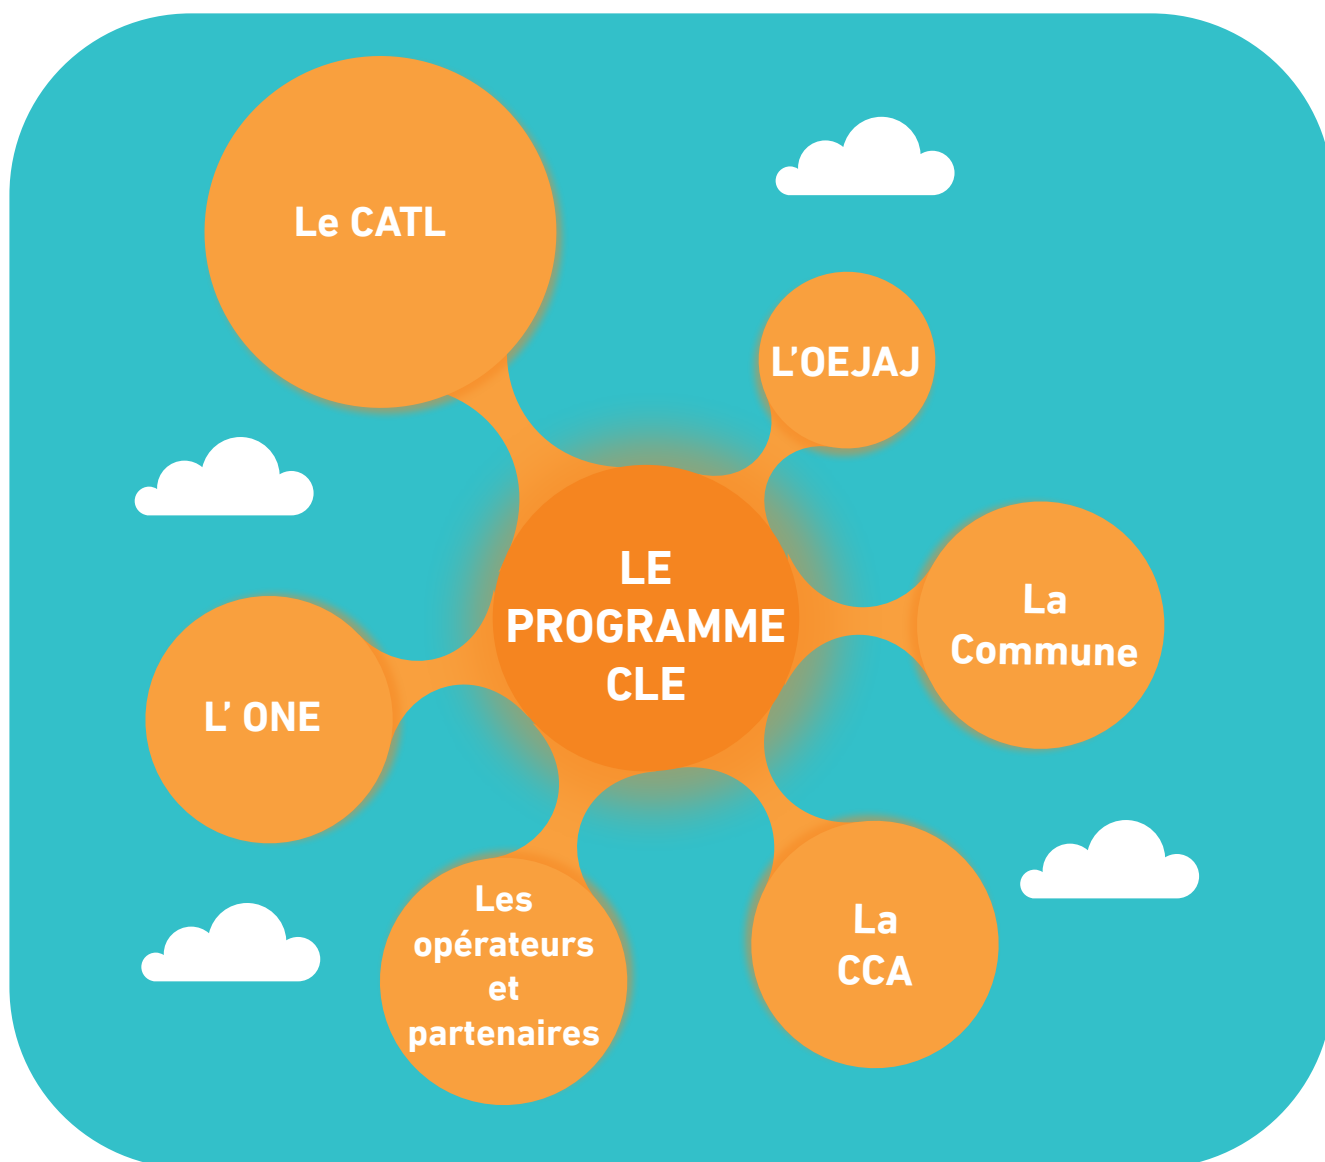 Le CATL
L'OEJAJ
LE
PROGRAMME
CLE
La
Commune
L' ONE
Les
opérateurs
et
partenaires
La
CCA